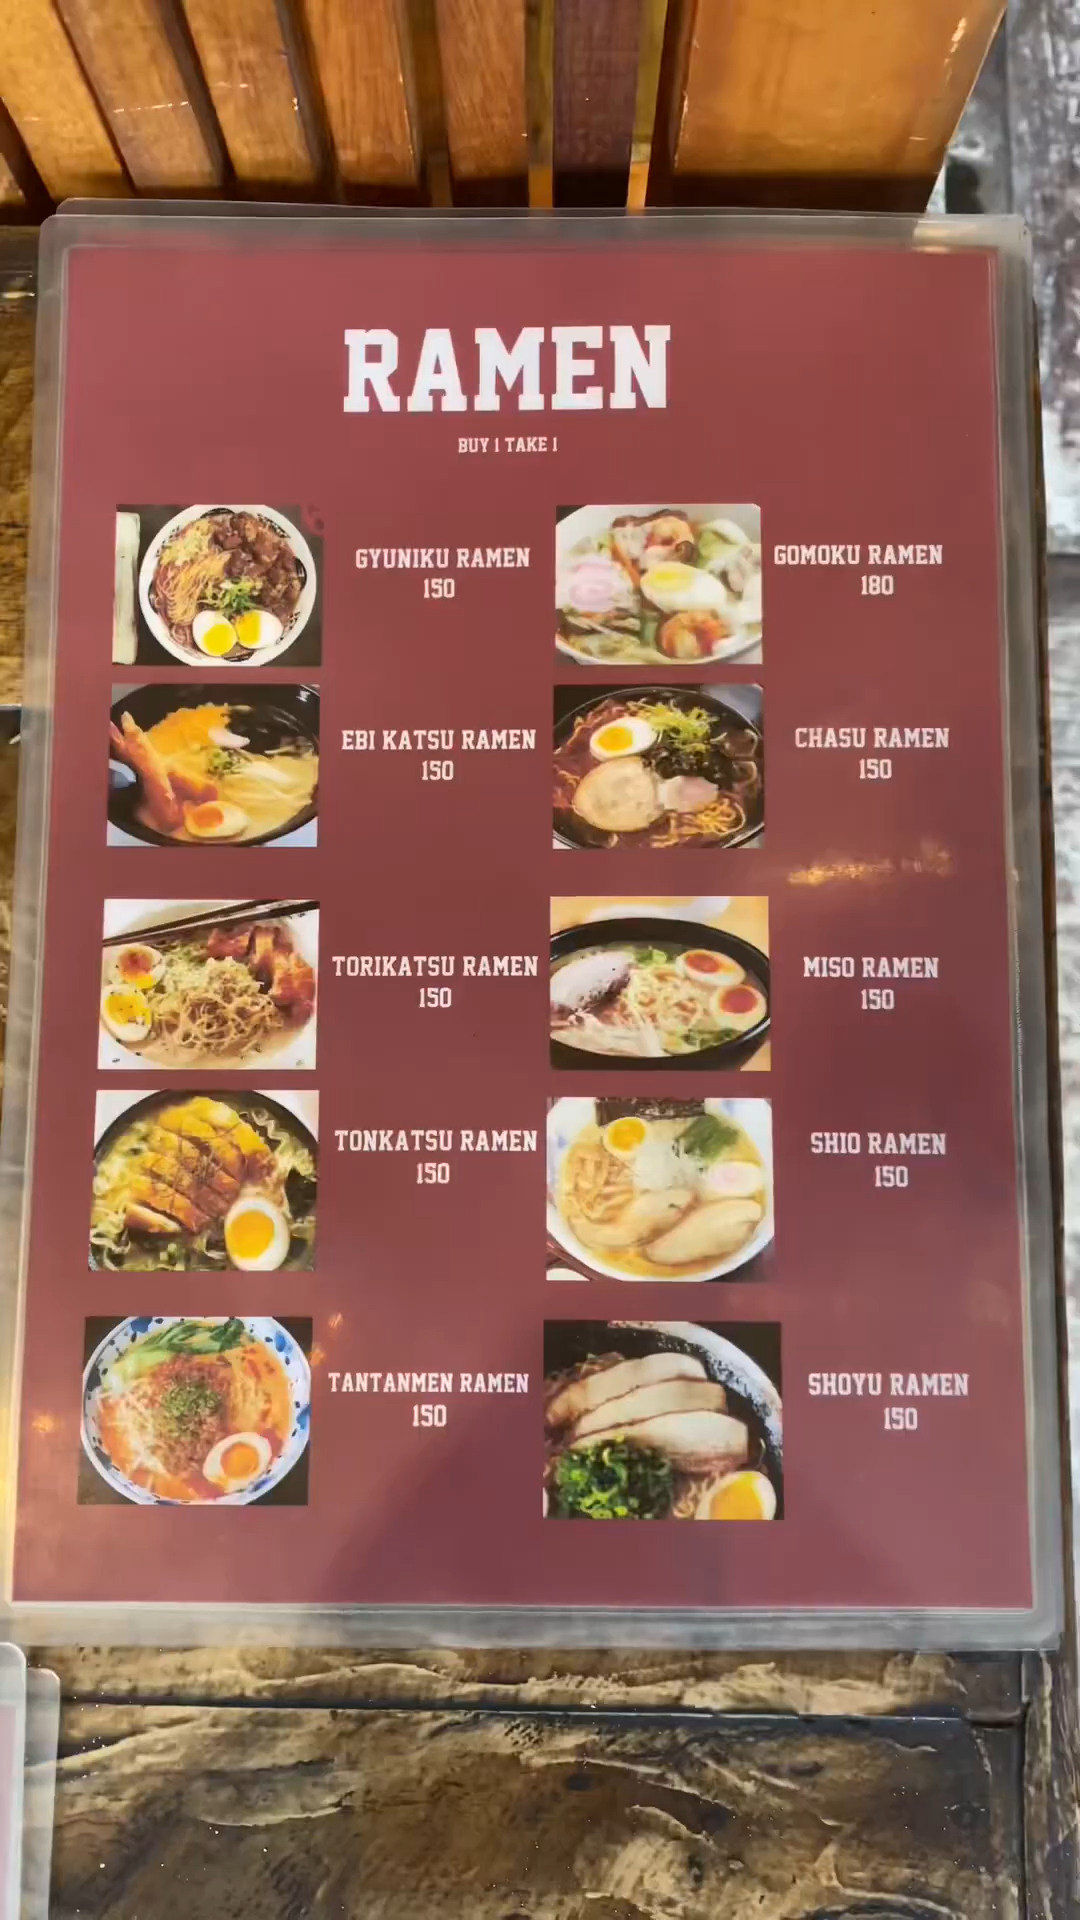 RAMEN
BUY 1 TAKE 1
GYUNIKU RAMEN
150
GOMOKU RAMEN
180
EBI KATSU RAMEN
150
CHASU RAMEN
150
TORIKATSU RAMEN
150
MISO RAMEN
150
TONKATSU RAMEN
150
SHIO RAMEN
150
TANTANMEN RAMEN
150
SHOYU RAMEN
150